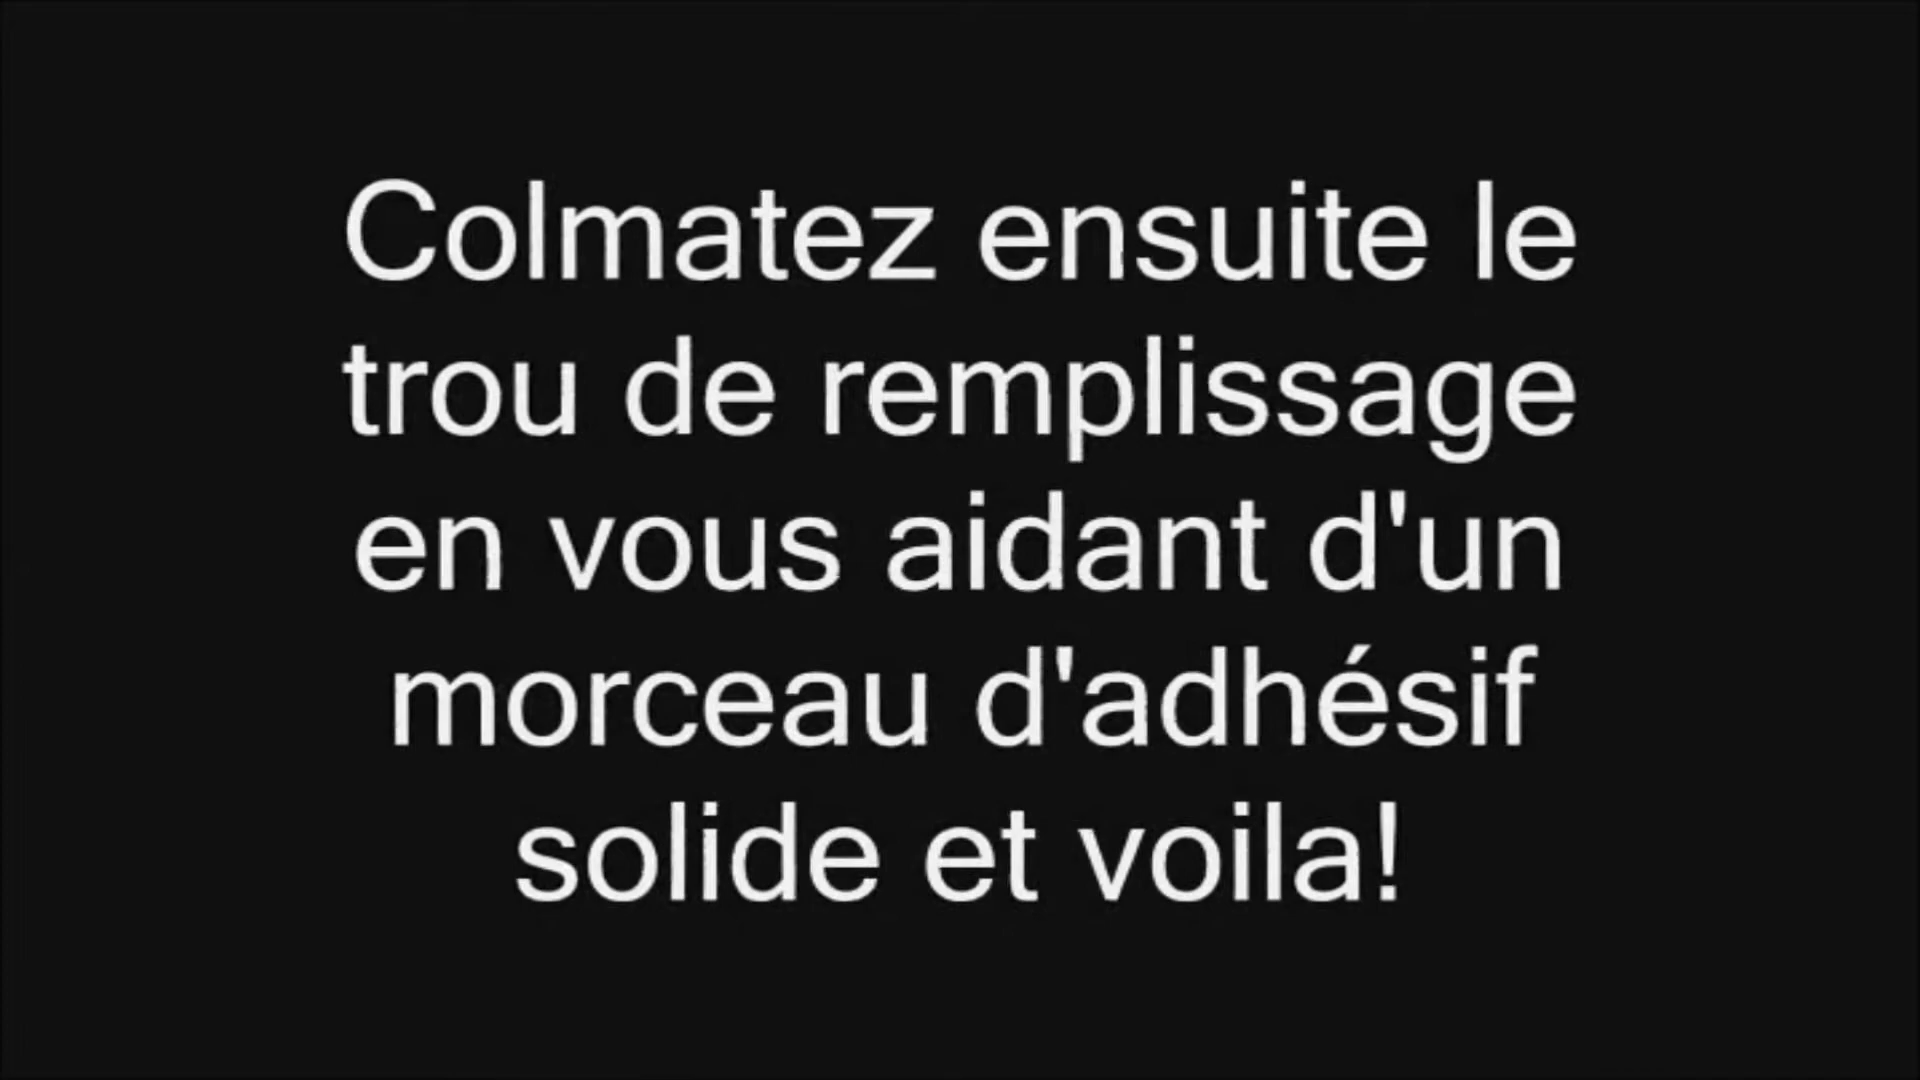 Colmatez ensuite le
trou de remplissage
en vous aidant d'un
morceau d'adhésif
solide et voila!